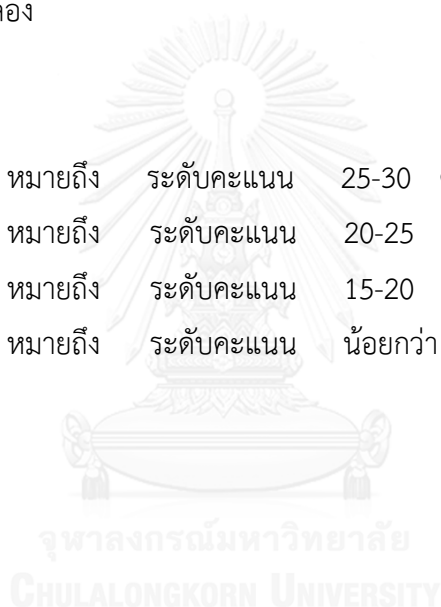 หมายถึง ระดับคะแนน 25-30
หมายถึง ระดับคะแนน 20-25
หมายถึง ระดับคะแนน 15-20
หมายถึง ระดับคะแนน น้อยกว่า
จุฬาลงกรณ์มหาวิทยาลัย
CHULALONGKORN UNIVERSITY